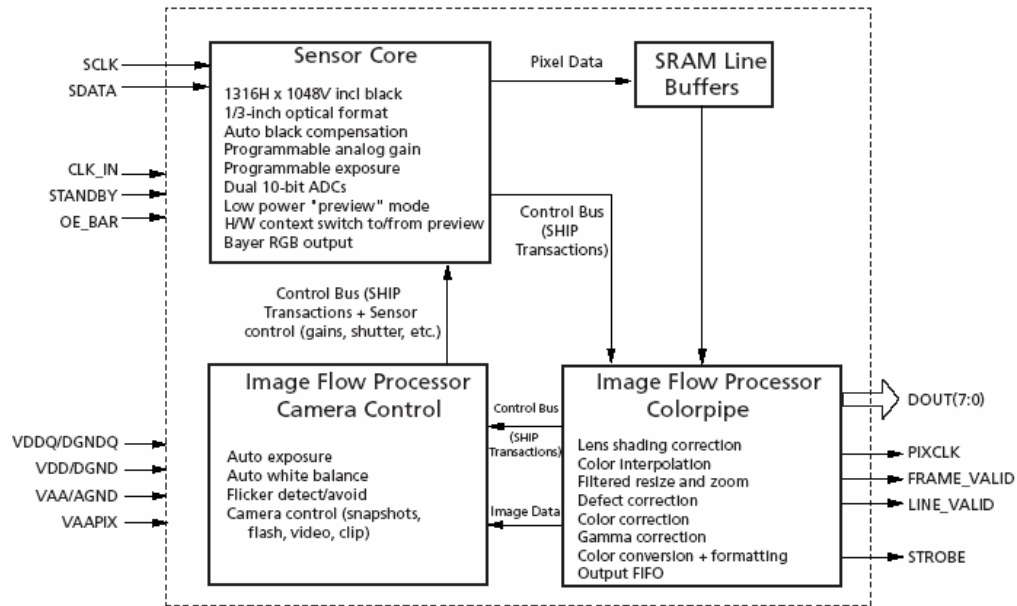 SCLK
SDATA
CLK_IN
STANDBY
OE_BAR
Sensor Core
1316H x 1048V incl black
1/3-inch optical format
Auto black compensation
Programmable analog gain
Programmable exposure
Dual 10-bit ADCs
Low power "preview" mode
H/W context switch to/from preview
Bayer RGB output
Pixel Data
SRAM Line
Buffers
Control Bus
(SHIP
Transactions)
Control Bus (SHIP
Transactions + Sensor
control (gains, shutter, etc.)
VDDQ/DGNDQ
VDD/DGND
VAA/AGND
VAAPIX
Image Flow Processor
Camera Control
Auto exposure
Auto white balance
Flicker detect/avoid
Camera control (snapshots,
flash, video, clip)
Control Bus
(SHIP
Transactions)
Image Data
Image Flow Processor
Colorpipe
Lens shading correction
Color interpolation
Filtered resize and zoom
Defect correction
Color correction
Gamma correction
Color conversion + formatting
Output FIFO
DOUT(7:0)
PIXCLK
FRAME_VALID
LINE_VALID
STROBE